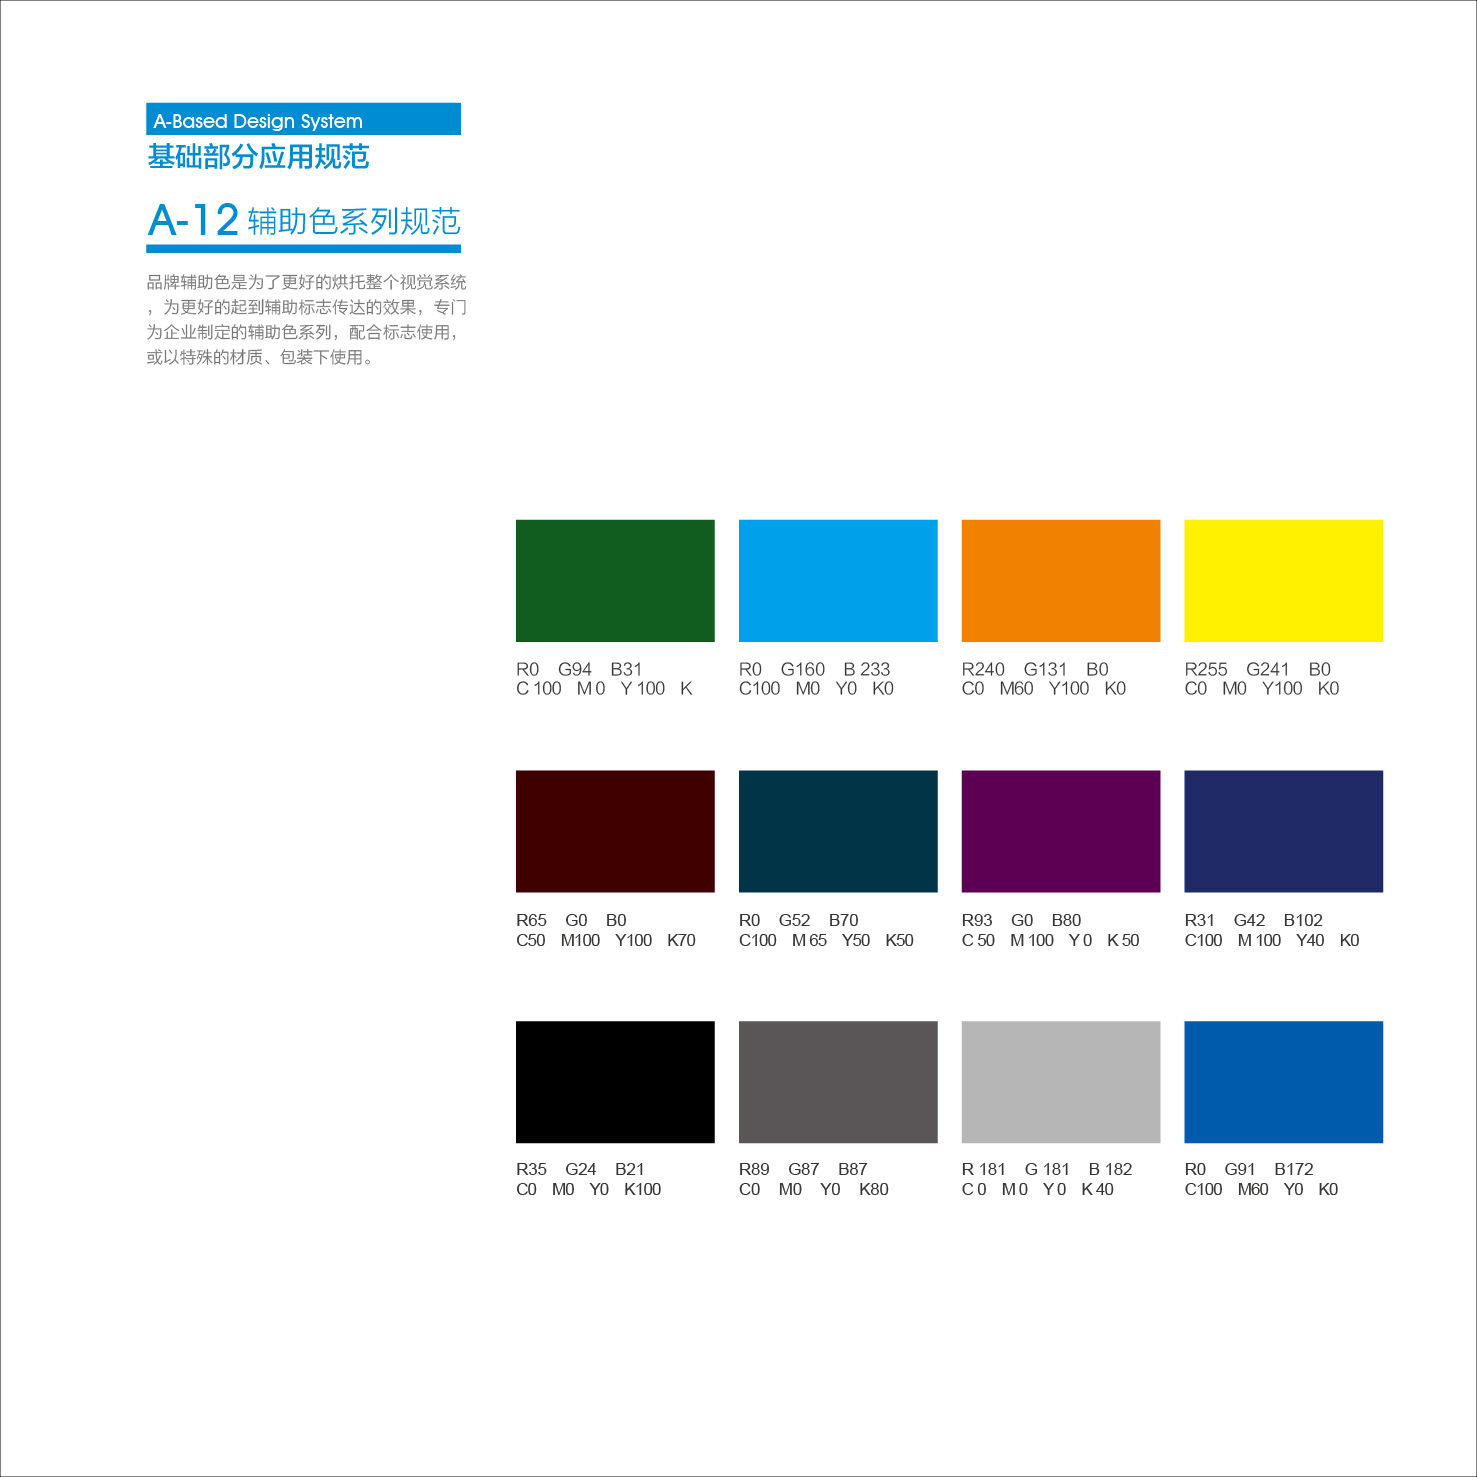 A-Based Design System
基础部分应用规范
A-12 辅助色系列规范
品牌辅助色是为了更好的烘托整个视觉系统
，为更好的起到辅助标志传达的效果，专门
为企业制定的辅助色系列，配合标志使用，
或以特殊的材质、包装下使用。
R0 G94 B31
C 100 M 0 Y 100 K
R0 G160 B 233
C100 M0 Y0 K0
R240 G131 B0
C0 M60 Y100 K0
R255 G241 B0
C0 M0 Y100 K0
R65 G0 B0
C50 M100 Y100 K70
R0 G52 B70
C100 M 65 Y50 K50
R93 G0 B80
C 50 M 100 Y 0 K 50
R31 G42 B102
C100 M 100 Y40 K0
R35 G24 B21
C0 M0 Y0 K100
R89 G87 B87
C0 M0 Y0 K80
R 181 G 181 B 182
C 0 M 0 Y 0 K 40
R0 G91 B172
C100 M60 Y0 K0